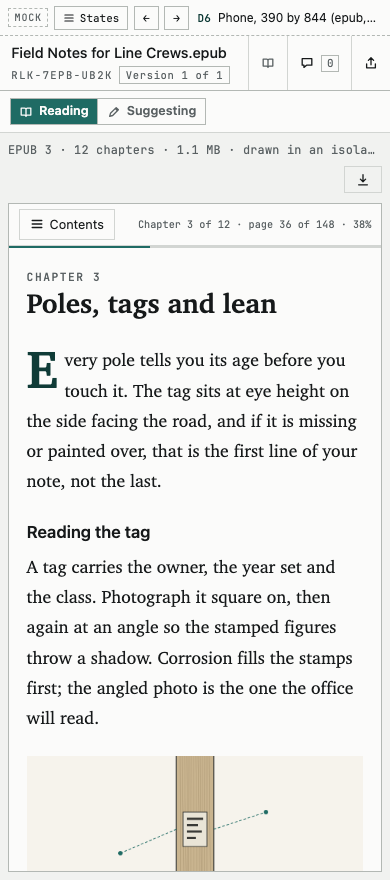 MOCK States ← → D6 Phone, 390 by 844 (epub,…
Field Notes for Line Crews.epub
RLK-7EPB-UB2K Version 1 of 1 0
Reading Suggesting
EPUB 3 · 12 chapters · 1.1 MB · drawn in an isola…
Contents Chapter 3 of 12 · page 36 of 148 · 38%
CHAPTER 3
Poles, tags and lean
Every pole tells you its age before you
touch it. The tag sits at eye height on
the side facing the road, and if it is missing
or painted over, that is the first line of your
note, not the last.
Reading the tag
A tag carries the owner, the year set and
the class. Photograph it square on, then
again at an angle so the stamped figures
throw a shadow. Corrosion fills the stamps
first; the angled photo is the one the office
will read.